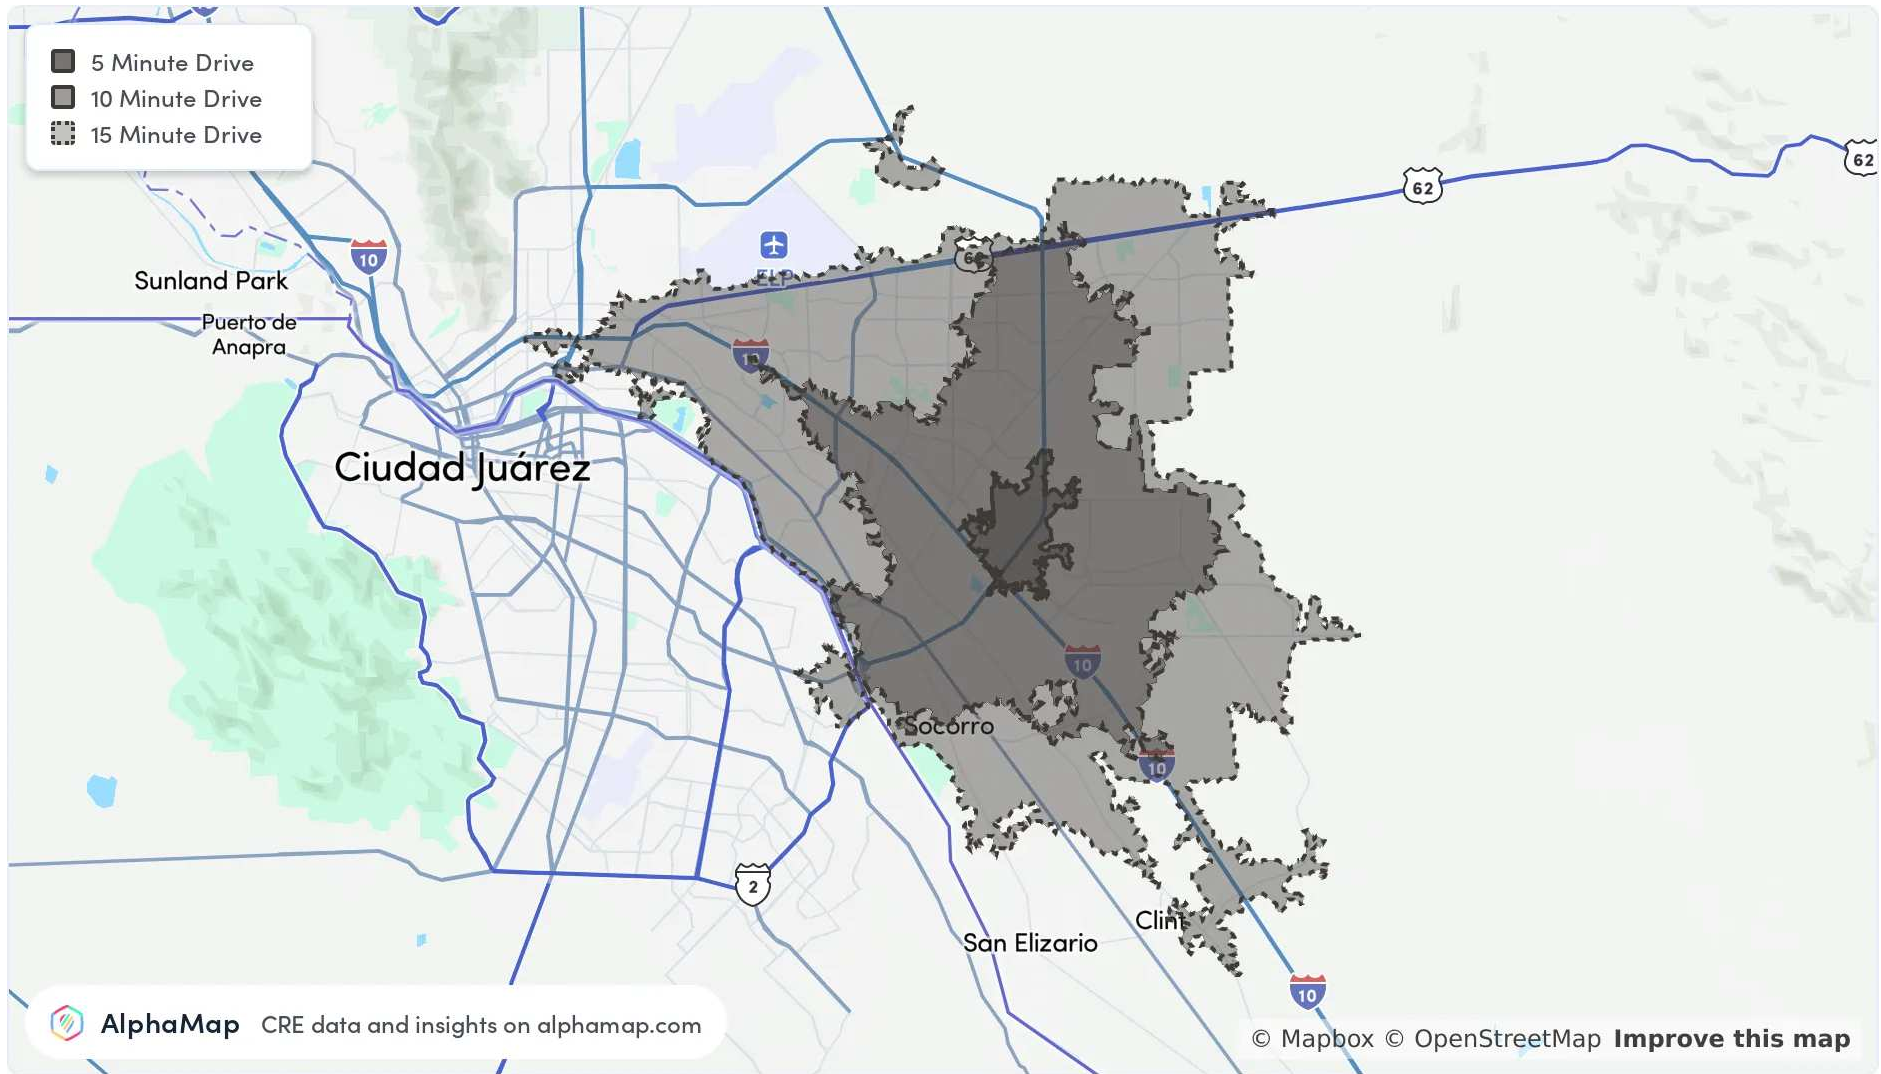 5 Minute Drive
10 Minute Drive
15 Minute Drive
62
62
10
ELP
Sunland Park
Puerto de
Anapra
10
Ciudad Juárez
10
Socorro
10
2
Clint
San Elizario
10
AlphaMap CRE data and insights on alphamap.com
© Mapbox © OpenStreetMap Improve this map